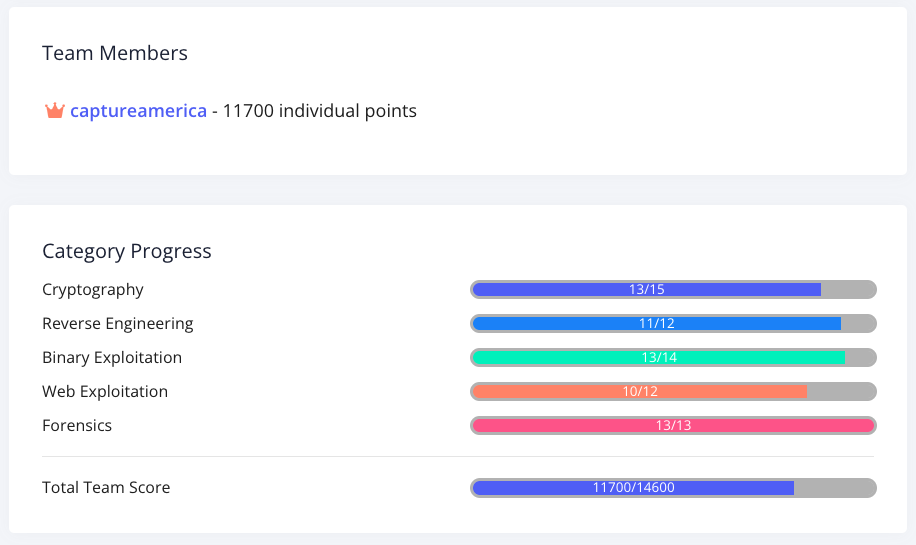 Team Members
captureamerica - 11700 individual points
Category Progress
Cryptography 13/15
Reverse Engineering 11/12
Binary Exploitation 13/14
Web Exploitation 10/12
Forensics 13/13
Total Team Score 11700/14600